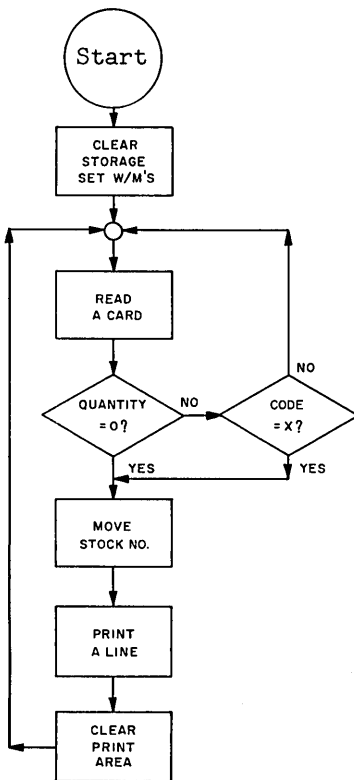 Start
CLEAR
STORAGE
SET W/M'S
READ
A CARD
QUANTITY
=0?
NO
CODE
=X?
NO
YES
YES
MOVE
STOCK NO.
PRINT
A LINE
CLEAR
PRINT
AREA